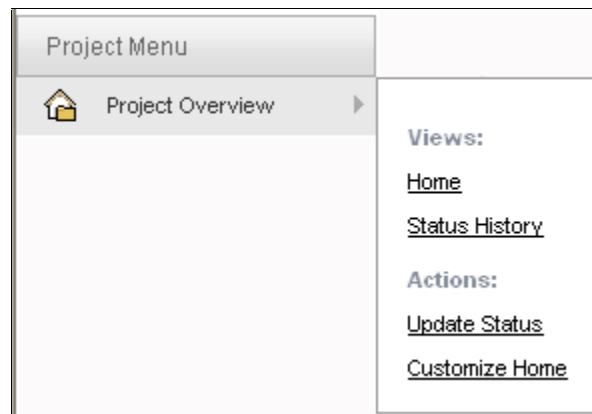 Project Menu
Project Overview
Views:
Home
Status History
Actions:
Update Status
Customize Home